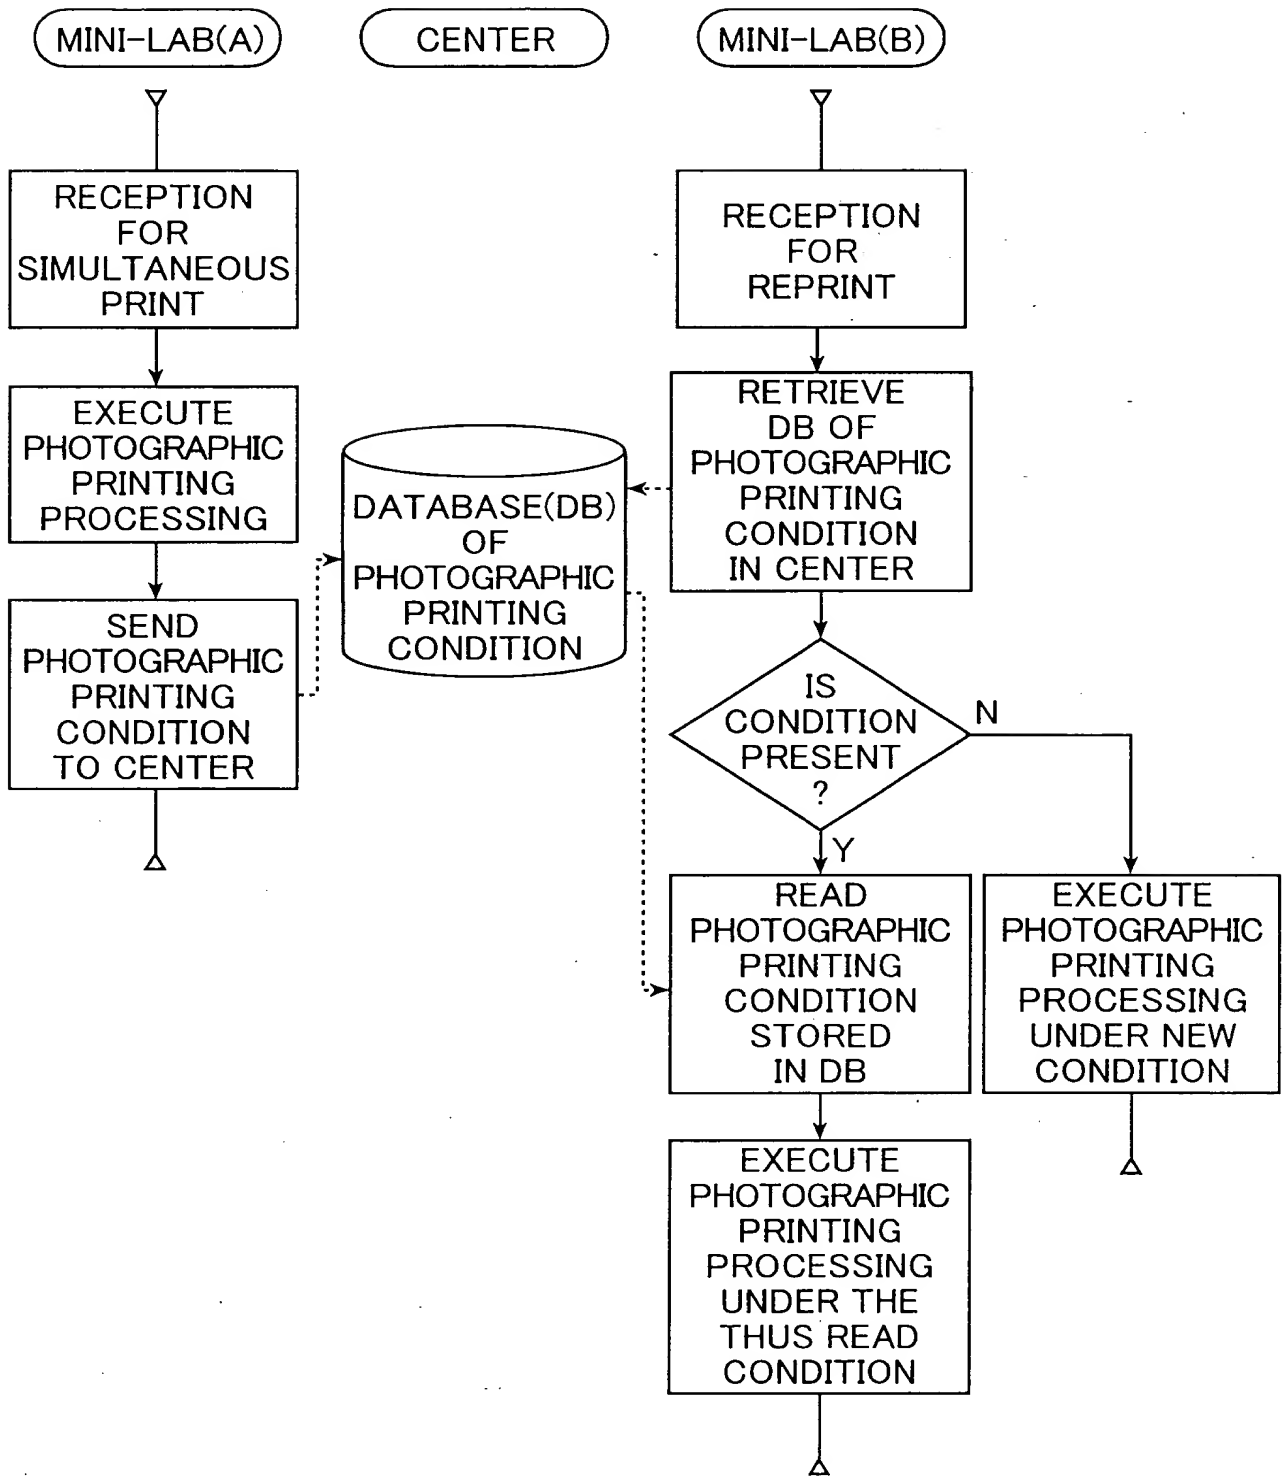 MINI-LAB(A)
CENTER
MINI-LAB(B)
RECEPTION
FOR
SIMULTANEOUS
PRINT
EXECUTE
PHOTOGRAPHIC
PRINTING
PROCESSING
SEND
PHOTOGRAPHIC
PRINTING
CONDITION
TO CENTER
DATABASE(DB)
OF
PHOTOGRAPHIC
PRINTING
CONDITION
RECEPTION
FOR
REPRINT
RETRIEVE
DB OF
PHOTOGRAPHIC
PRINTING
CONDITION
IN CENTER
IS
CONDITION
PRESENT
?
N
Y
READ
PHOTOGRAPHIC
PRINTING
CONDITION
STORED
IN DB
EXECUTE
PHOTOGRAPHIC
PRINTING
PROCESSING
UNDER NEW
CONDITION
EXECUTE
PHOTOGRAPHIC
PRINTING
PROCESSING
UNDER THE
THUS READ
CONDITION